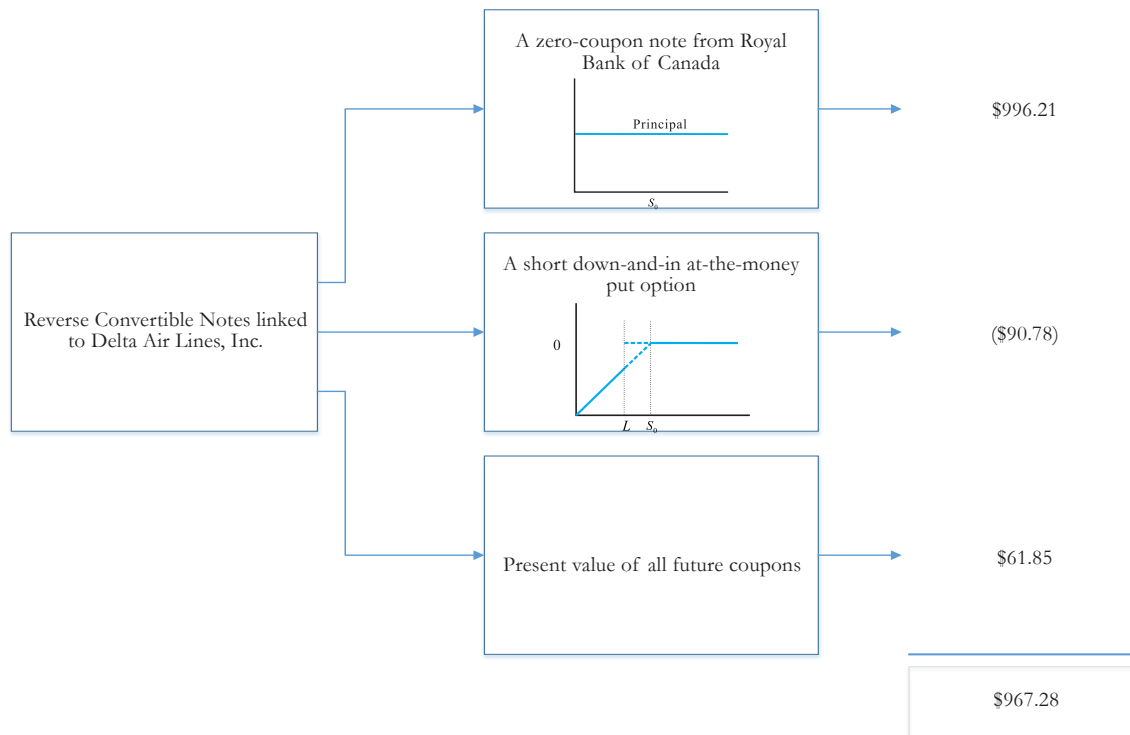 A zero-coupon note from Royal
Bank of Canada
Principal
S₀
$996.21
Reverse Convertible Notes linked
to Delta Air Lines, Inc.
A short down-and-in at-the-money
put option
0
L S₀
($90.78)
Present value of all future coupons
$61.85
$967.28